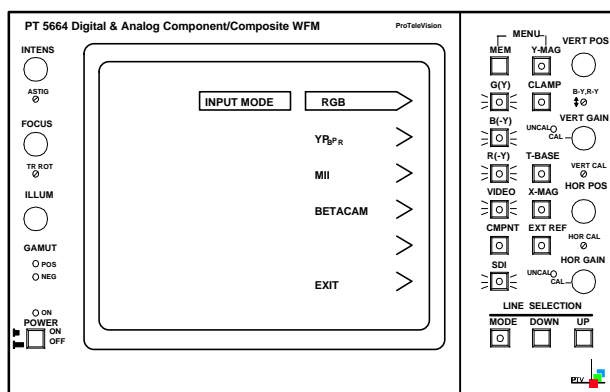 PT 5664 Digital & Analog Component/Composite WFM
ProTeleVision
INTENS
ASTIG
FOCUS
TR ROT
ILLUM
GAMUT
POS
NEG
ON
POWER
ON
OFF
INPUT MODE
RGB
YPBPR
MII
BETACAM
EXIT
MENU
MEM
Y-MAG
VERT POS
G(Y)
CLAMP
B-Y,R-Y
B(-Y)
VERT GAIN
UNCAL
CAL
R(-Y)
T-BASE
VERT CAL
VIDEO
X-MAG
HOR POS
CMPNT
EXT REF
HOR CAL
SDI
HOR GAIN
UNCAL
CAL
LINE SELECTION
MODE
DOWN
UP
PTV